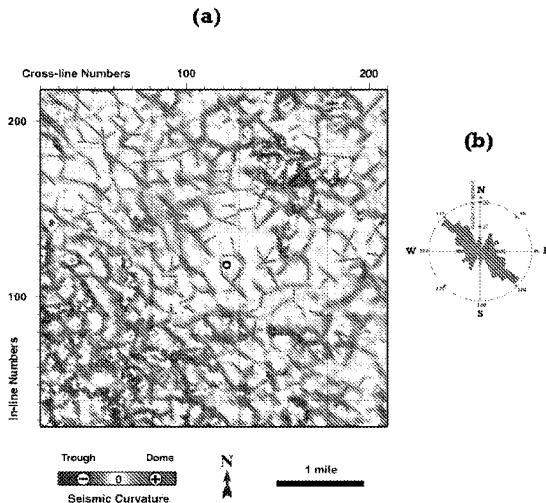 (a)
Cross-line Numbers 100 200
200
(b)
N
W E
S
100
In-line Numbers
Trough Dome
0
Seismic Curvature
N
1 mile